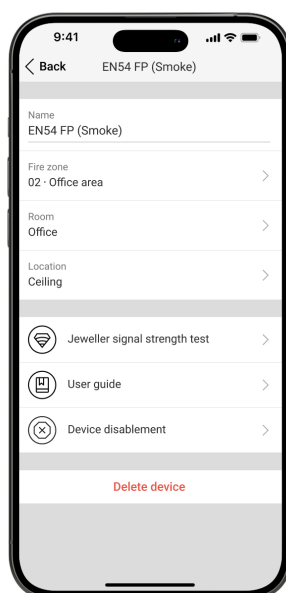 9:41
Back EN54 FP (Smoke)
Name
EN54 FP (Smoke)
Fire zone
02 · Office area
Room
Office
Location
Ceiling
Jeweller signal strength test
User guide
Device disablement
Delete device